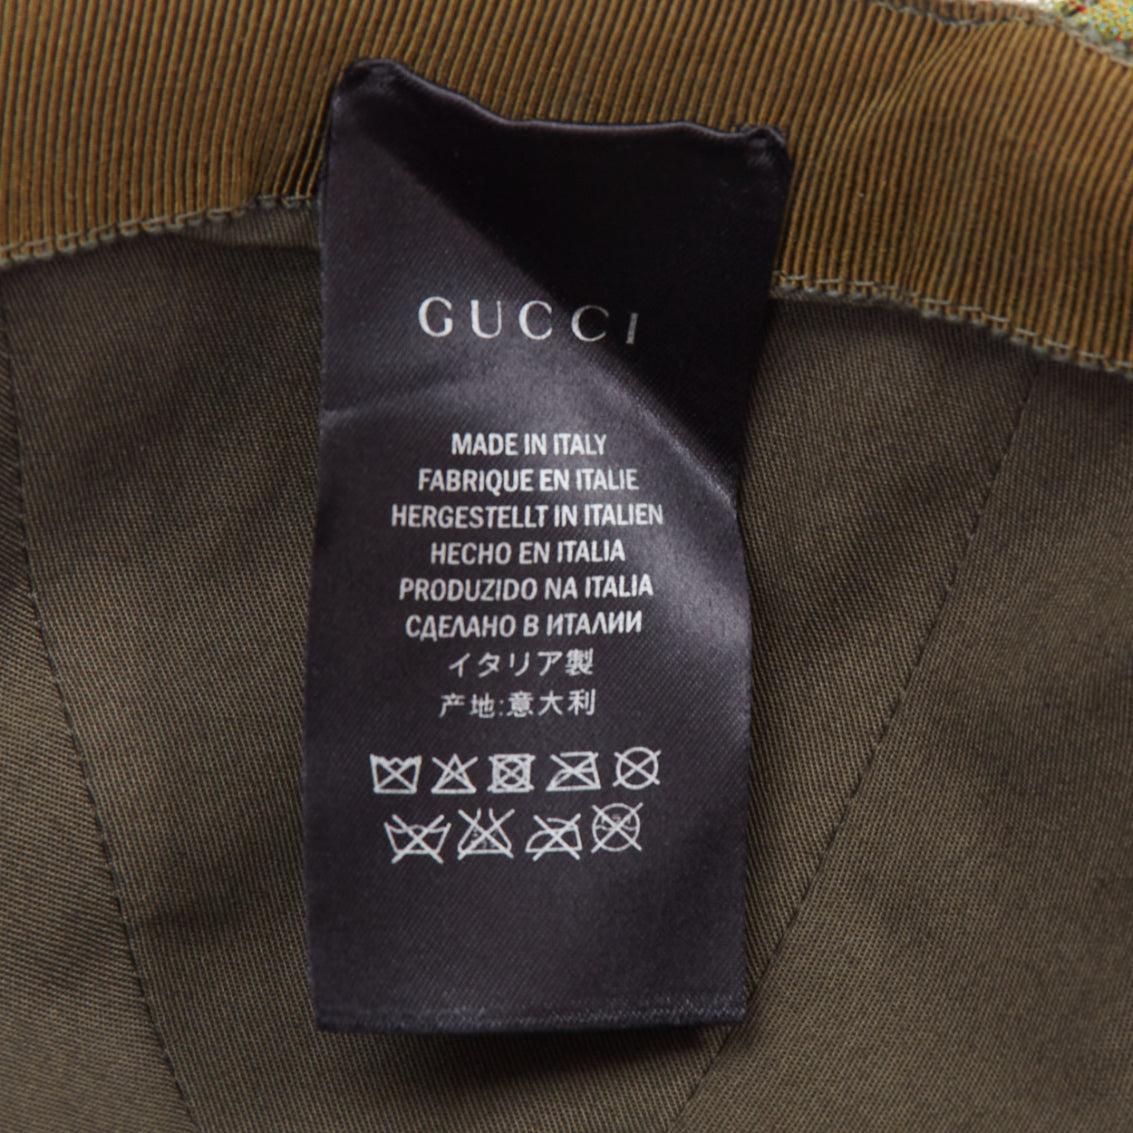 GUCCI
MADE IN ITALY
FABRIQUE EN ITALIE
HERGESTELLT IN ITALIEN
HECHO EN ITALIA
PRODUZIDO NA ITALIA
СДЕЛАНО В ИТАЛИИ
イタリア製
产地:意大利